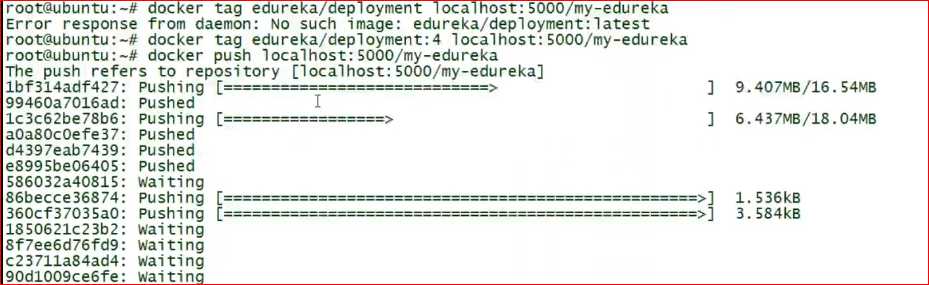 root@ubuntu:~# docker tag edureka/deployment localhost:5000/my-edureka
Error response from daemon: No such image: edureka/deployment:latest
root@ubuntu:~# docker tag edureka/deployment:4 localhost:5000/my-edureka
root@ubuntu:~# docker push localhost:5000/my-edureka
The push refers to repository [localhost:5000/my-edureka]
1bf314adf427: Pushing [============================> ] 9.407MB/16.54MB
99460a7016ad: Pushed
1c3c62be78b6: Pushing [=================> ] 6.437MB/18.04MB
a0a80c0efe37: Pushed
d4397eab7439: Pushed
e8995be06405: Pushed
586032a40815: Waiting
86becce36874: Pushing [==================================================>] 1.536kB
360cf37035a0: Pushing [==================================================>] 3.584kB
1850621c23b2: Waiting
8f7ee6d76fd9: Waiting
c23711a84ad4: Waiting
90d1009ce6fe: Waiting